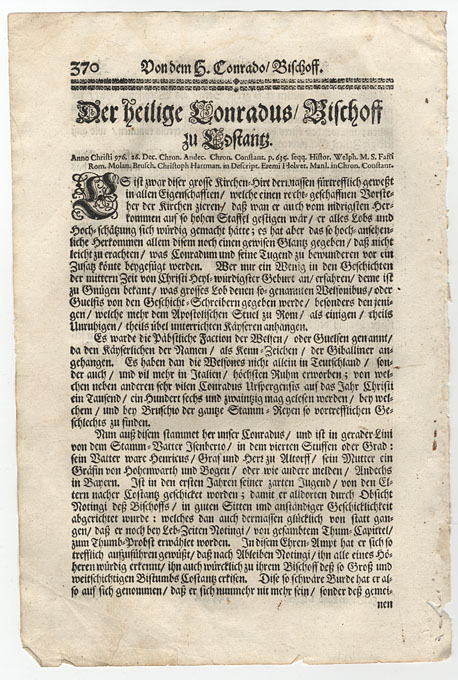 370 Von dem H. Conrado/ Bischoff.
Der heilige Conradus/ Bischoff
zu Costantz.
Anno Christi 976. 26. Dec. Chron. Andec. Chron. Constant. p. 635. seqq. Histor. Welph. M. S. Fasti
Rom. Molan. Brusch. Christoph Hartman. in Descript. Eremi Helvet. Manl. in Chron. Constant.
ES ist zwar diser grosse Kirchen-Hirt dermassen fürtrefflich geweßt
in allen Eigenschafften/ welche einen recht-geschaffnen Vorste-
her der Kirchen zieren/ daß wan er auch vom nidrigsten Her-
kommen auf so hohen Staffel gestigen wär/ er alles Lobs und
Hoch-schätzung sich würdig gemacht hätte; es hat aber das so hoch-ansehen-
liche Herkommen allem disem noch einen gewisen Glantz gegeben/ daß nicht
leicht zu erachten/ was Conradum und seine Tugend zu bewunderen vor ein
Zusatz könte beygefügt werden. Wer nur ein Wenig in den Geschichten
der mittern Zeit von Christi Hersch-würdigster Geburt an/ erfahren/ deme ist
zu Gnügen bekant/ was grosses Lob denen so-genannten Welfonibus/ oder
Guelfis von den Geschicht-Schreibern gegeben werde/ besonders den jeni-
gen/ welche mehr dem Apostolischen Stuel zu Rom/ als einigen/ theils
Unruhigen/ theils übel unterrichten Käyseren anhangen.
Es warde die Päbstliche Faction der Welfen/ oder Guelfen genannt/
da den Käyserlichen der Namen/ als Kenn-Zeichen/ der Gibaliner an-
gehangen. Es haben dan die Welfones nicht allein in Teutschland/ son-
der auch/ und vil mehr in Italien/ höchsten Ruhm erworben; von wel-
chen neben anderen sehr vilen Conradus Urspergensis auf das Jahr Christi
ein Tausend/ ein Hundert sechs und zwaintzig mag gelesen werden/ bey wel-
chem/ und bey Bruschio der gantze Stamm-Reyen so vortrefflichen Ge-
schlechts zu finden.
Nun auß disem stammet her unser Conradus/ und ist in gerader Lini
von dem Stamm-Vatter Isenberto/ in dem vierten Stuffen oder Grad:
sein Vatter ware Henricus/ Graf und Herr zu Altorff/ sein Mutter ein
Gräfin von Hohenwarth und Bogen/ oder wie andere melden/ Andechs
in Bayern. Ist in den ersten Jahren seiner zarten Jugend/ von den El-
tern nacher Costantz geschicket worden; damit er alldorten durch Obsicht
Notingi deß Bischoffs/ in guten Sitten und anständiger Geschicklichkeit
abgerichtet wurde: welches dan auch dermassen glücklich von statt gan-
gen/ daß er noch bey Leb-Zeiten Notingi/ von gesambtem Thum-Capittel/
zum Thumb-Probst erwählet worden. In disem Ehren-Ampt hat er sich so
trefflich aufzuführen gewüßt/ daß nach Ableiben Notingi/ ihn alle eines Hö-
heren würdig erkennt/ ihn auch würcklich zu ihrem Bischoff deß so Groß und
weitschichtigen Bistumbs Costantz erkisen. Dise so schwäre Burde hat er al-
so auf sich genommen/ daß er sich nunmehr nit mehr sein/ sonder deß gemei-
nen